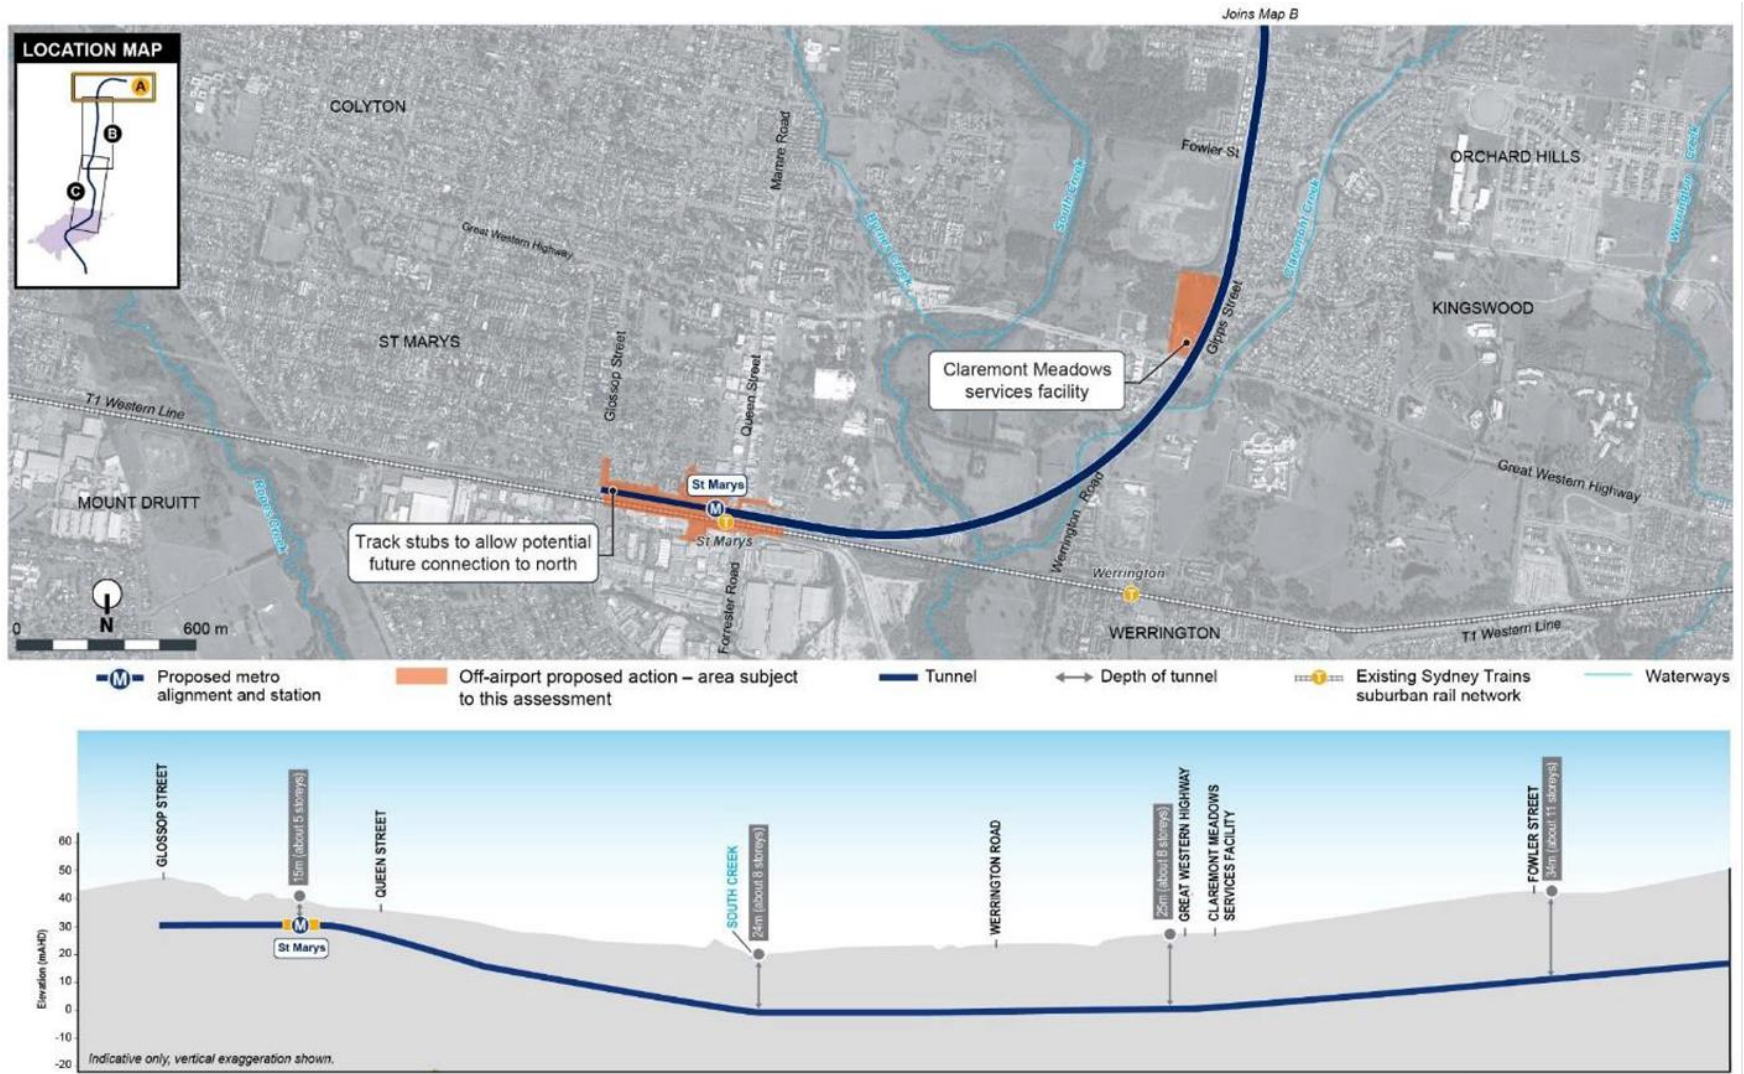 Joins Map B
LOCATION MAP
A
B
C
COLYTON
Mamre Road
Fowler St
ORCHARD HILLS
Werrington Creek
South Creek
Byrnes Creek
Claremont Creek
Great Western Highway
KINGSWOOD
Gipps Street
ST MARYS
Glossop Street
Queen Street
Claremont Meadows
services facility
T1 Western Line
Great Western Highway
MOUNT DRUITT
Ropes Creek
St Marys
M
T
St Marys
Track stubs to allow potential
future connection to north
Werrington Road
Forrester Road
Werrington
T
WERRINGTON
T1 Western Line
N
0 600 m
M
Proposed metro
alignment and station
Off-airport proposed action – area subject
to this assessment
Tunnel
Depth of tunnel
T
Existing Sydney Trains
suburban rail network
Waterways
GLOSSOP STREET
15m (about 5 storeys)
QUEEN STREET
SOUTH CREEK
24m (about 8 storeys)
WERRINGTON ROAD
25m (about 8 storeys)
GREAT WESTERN HIGHWAY
CLAREMONT MEADOWS
SERVICES FACILITY
FOWLER STREET
34m (about 11 storeys)
Elevation (mAHD)
60
50
40
30
20
10
0
-10
-20
M
St Marys
Indicative only, vertical exaggeration shown.